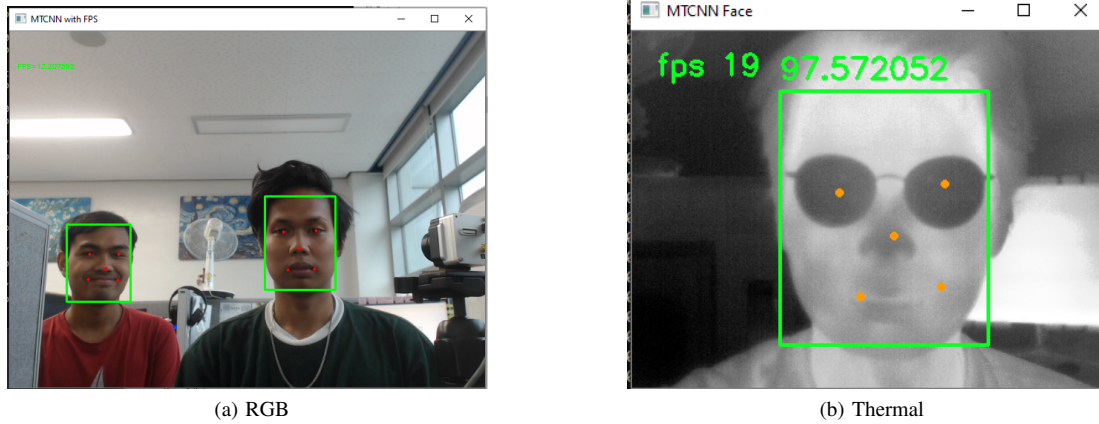 MTCNN with FPS
MTCNN Face
fps 19 97.572052
(a) RGB
(b) Thermal